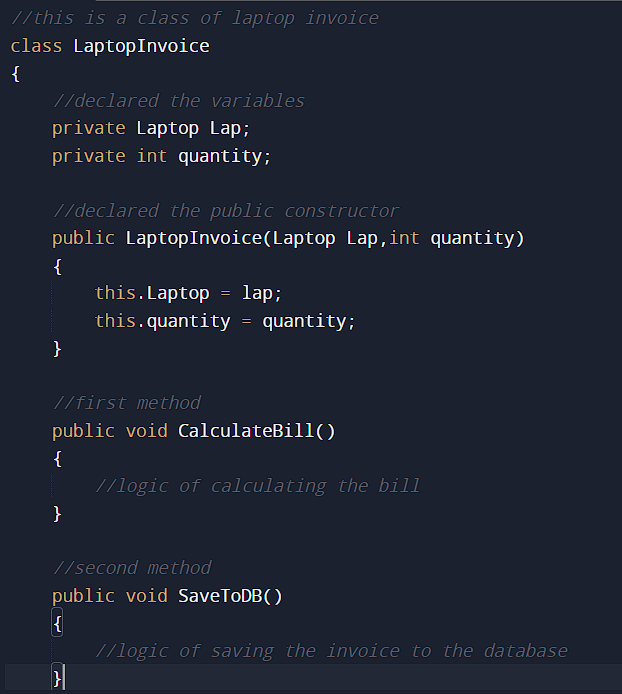 //this is a class of laptop invoice
class LaptopInvoice
{
//declared the variables
private Laptop Lap;
private int quantity;
//declared the public constructor
public LaptopInvoice(Laptop Lap,int quantity)
{
this.Laptop = lap;
this.quantity = quantity;
}
//first method
public void CalculateBill()
{
//logic of calculating the bill
}
//second method
public void SaveToDB()
{
//logic of saving the invoice to the database
}